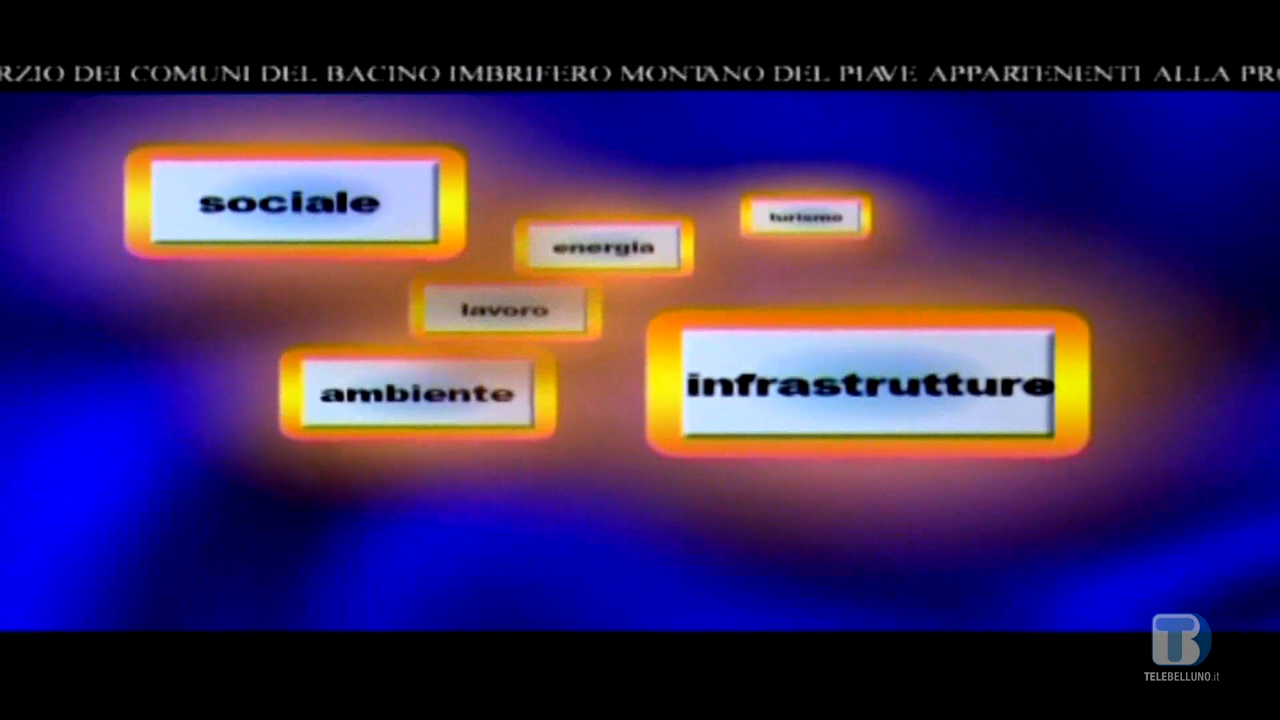 RZIO DEI COMUNI DEL BACINO IMBRIFERO MONTANO DEL PIAVE APPARTENENTI ALLA PRO
sociale
turismo
energia
lavoro
ambiente
infrastrutture
TB
TELEBELLUNO.it